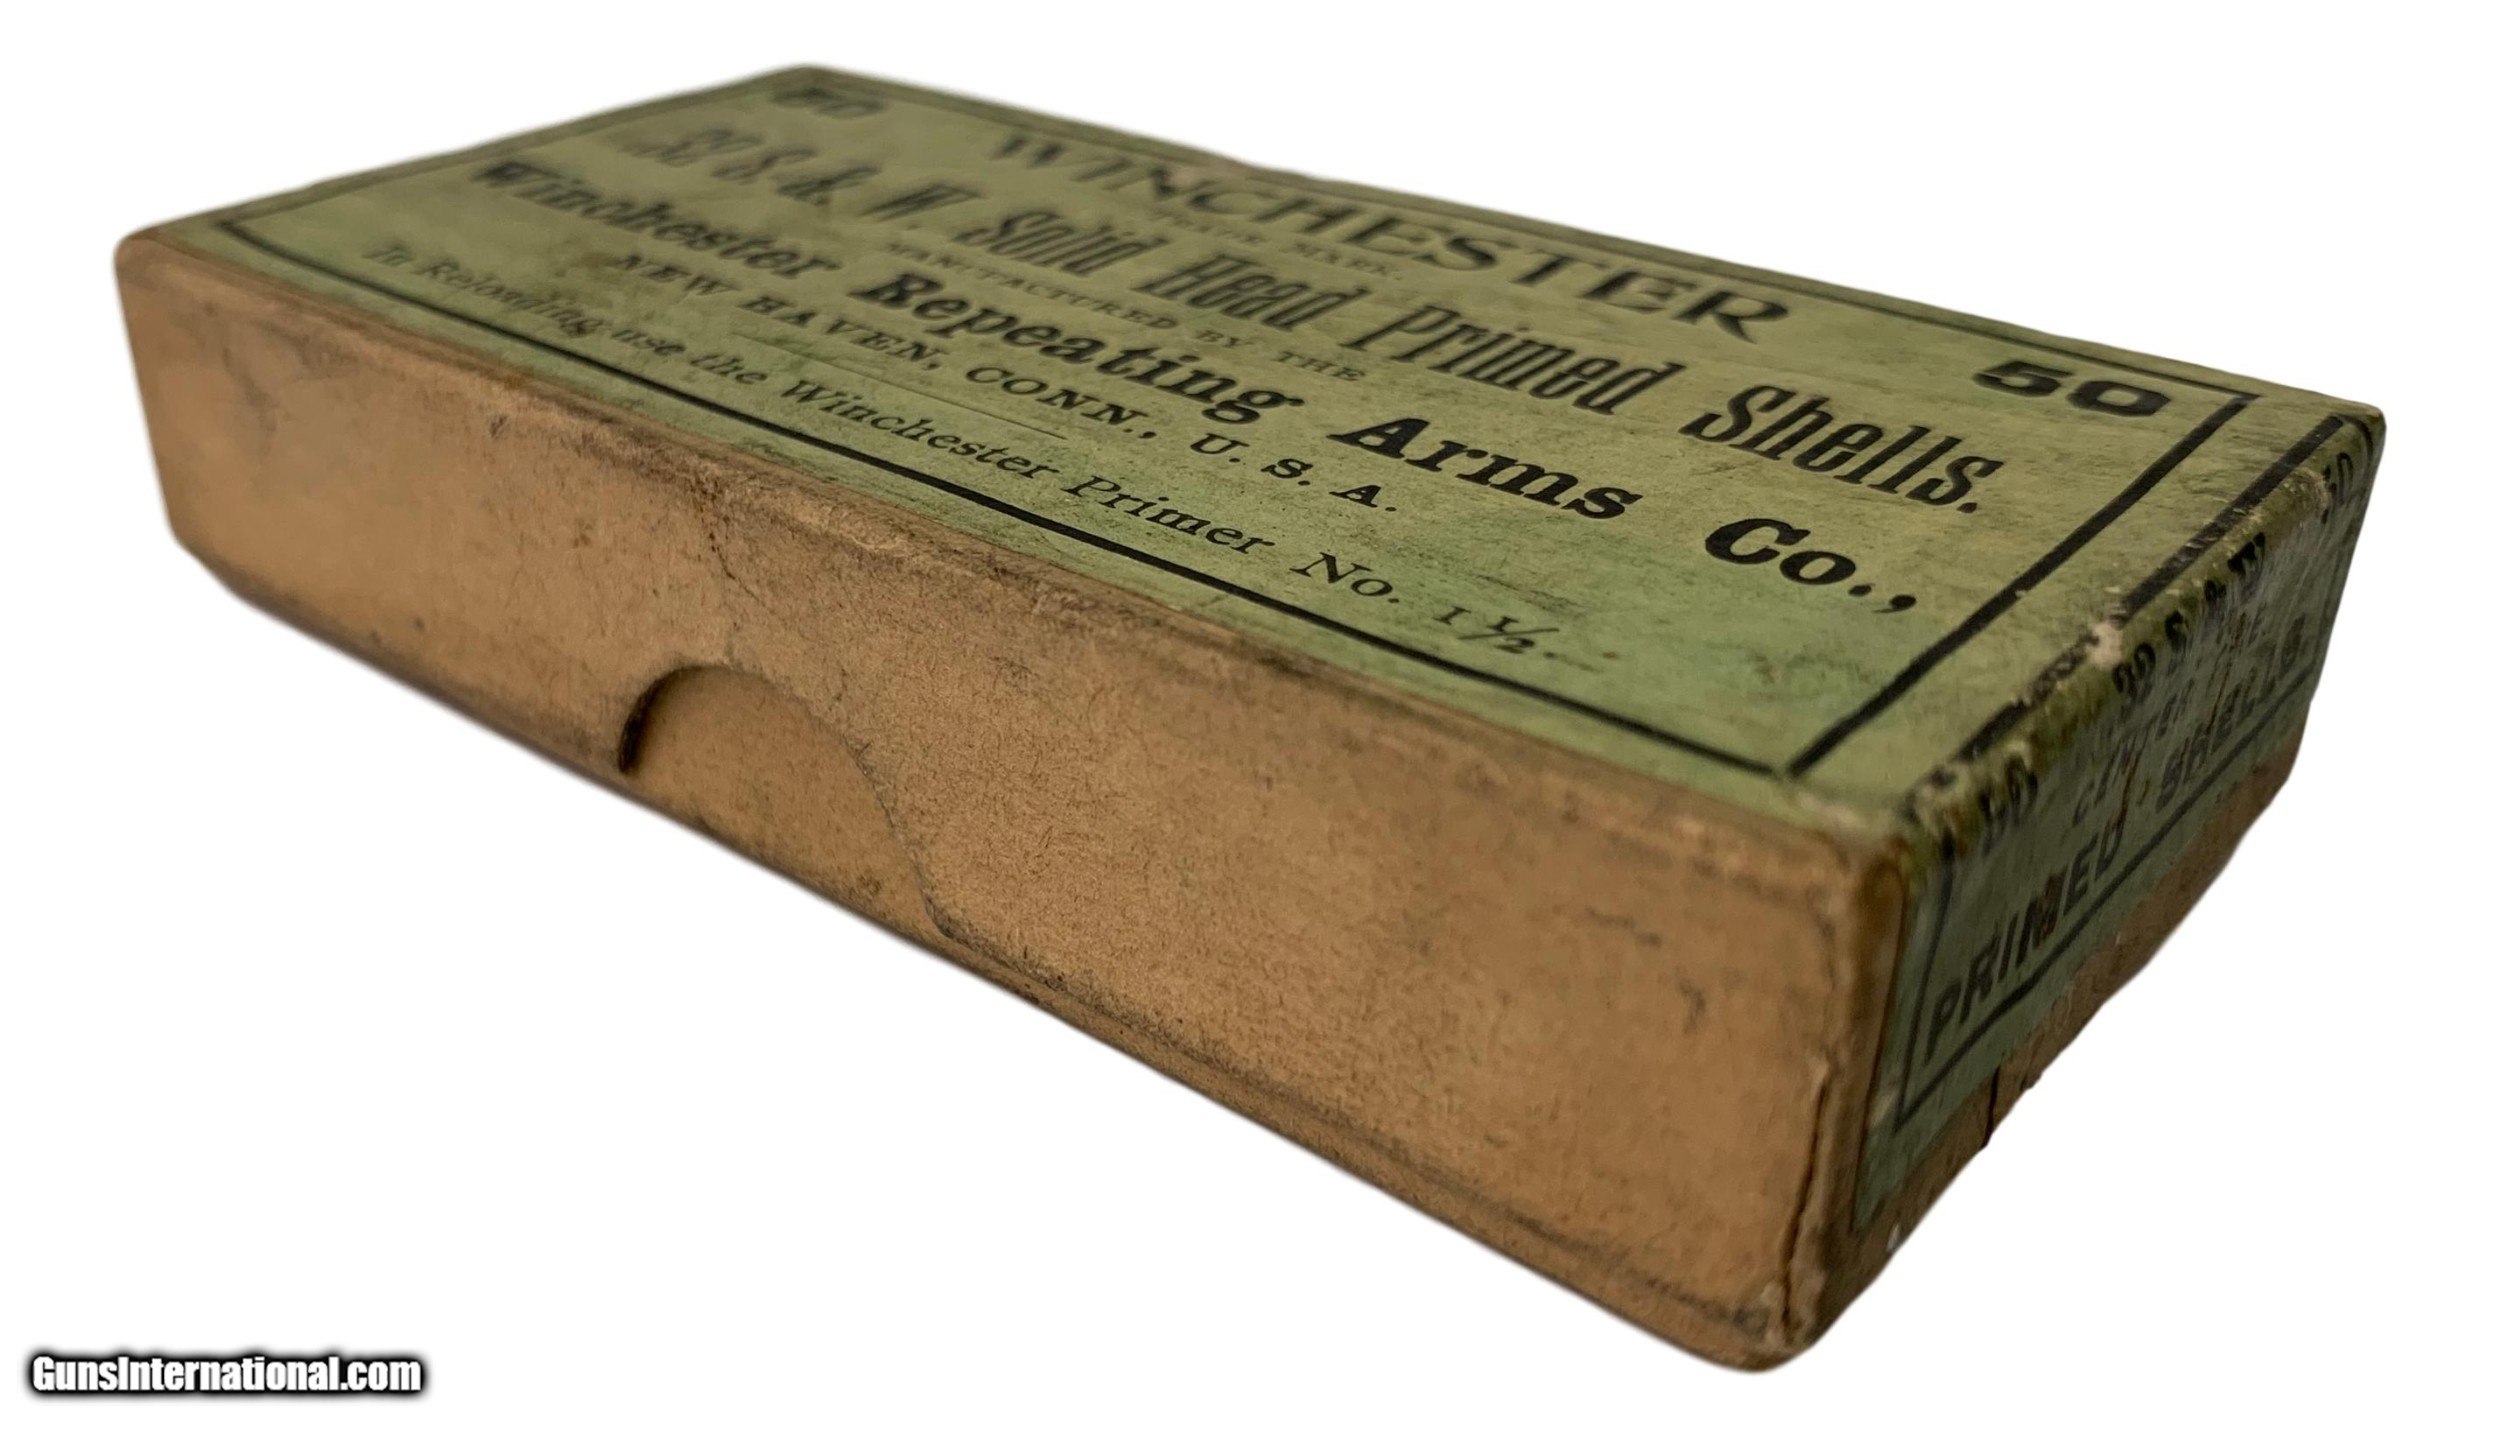 50 WINCHESTER 50
TRADE MARK.
S. & W. Solid Head Primed Shells.
MANUFACTURED BY THE
Winchester Repeating Arms Co.,
NEW HAVEN, CONN., U. S. A.
In Reloading use the Winchester Primer No. 1½
PRIMED SHELLS
GunsInternational.com